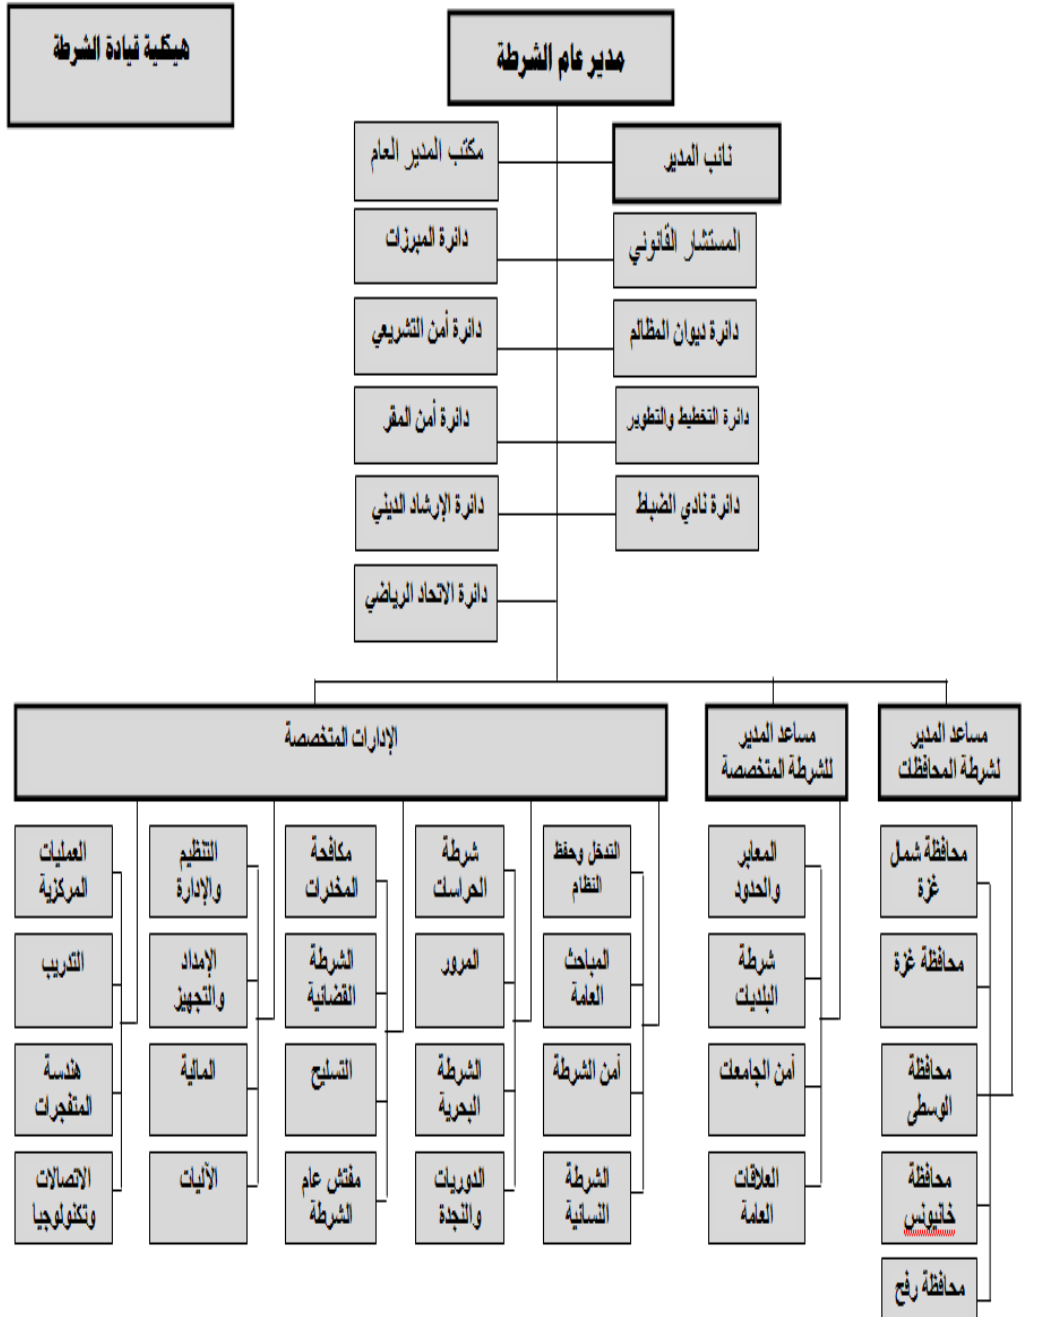 هيكلية قيادة الشرطة
مدير عام الشرطة
نائب المدير
مكتب المدير العام
المستشار القانوني
دائرة المبرزات
دائرة ديوان المظالم
دائرة أمن التشريعي
دائرة التخطيط والتطوير
دائرة أمن المقر
دائرة نادي الضباط
دائرة الإرشاد الديني
دائرة الاتحاد الرياضي
مساعد المدير
لشرطة المحافظات
مساعد المدير
للشرطة المتخصصة
الإدارات المتخصصة
محافظة شمال
غزة
محافظة غزة
محافظة
الوسطى
محافظة
خانيونس
محافظة رفح
المعابر
والحدود
شرطة
البلديات
أمن الجامعات
العلاقات
العامة
التدخل وحفظ
النظام
المباحث
العامة
أمن الشرطة
الشرطة
النسائية
شرطة
الحراسات
المرور
الشرطة
البحرية
الدوريات
والنجدة
مكافحة
المخدرات
الشرطة
القضائية
التسليح
مفتش عام
الشرطة
التنظيم
والإدارة
الإمداد
والتجهيز
المالية
الآليات
العمليات
المركزية
التدريب
هندسة
المتفجرات
الاتصالات
وتكنولوجيا